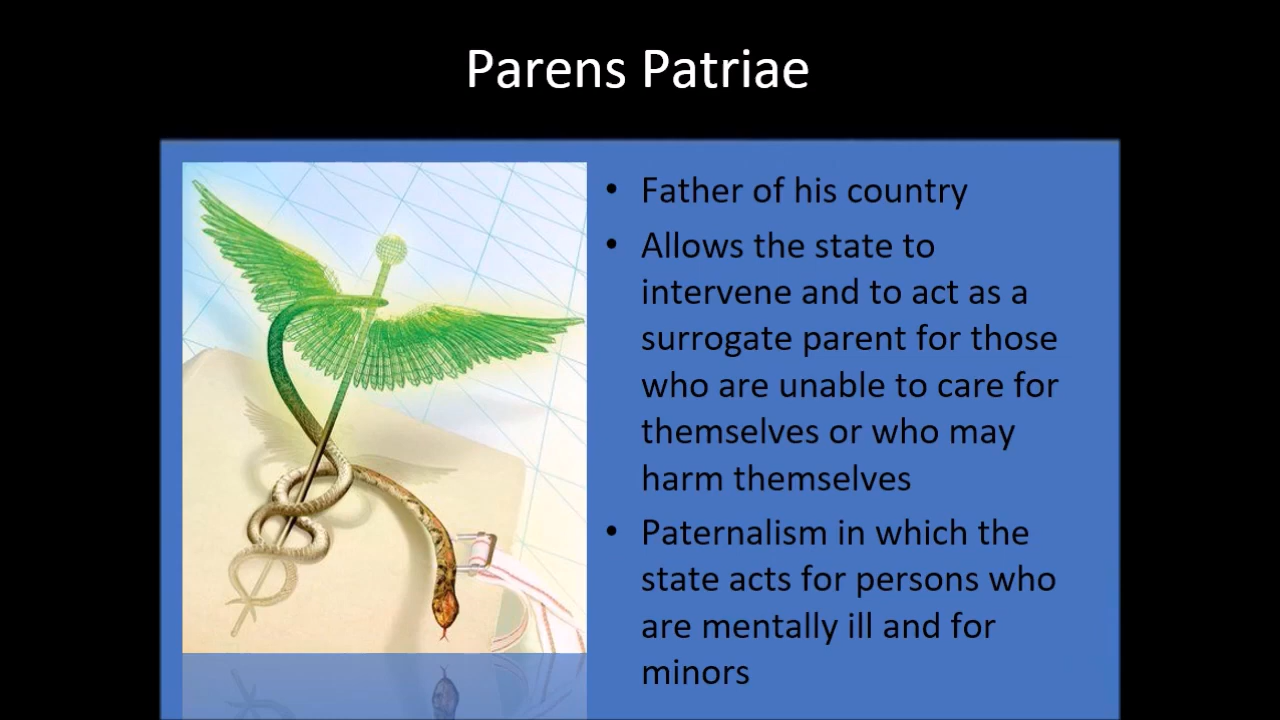 Parens Patriae
• Father of his country
• Allows the state to
intervene and to act as a
surrogate parent for those
who are unable to care for
themselves or who may
harm themselves
• Paternalism in which the
state acts for persons who
are mentally ill and for
minors